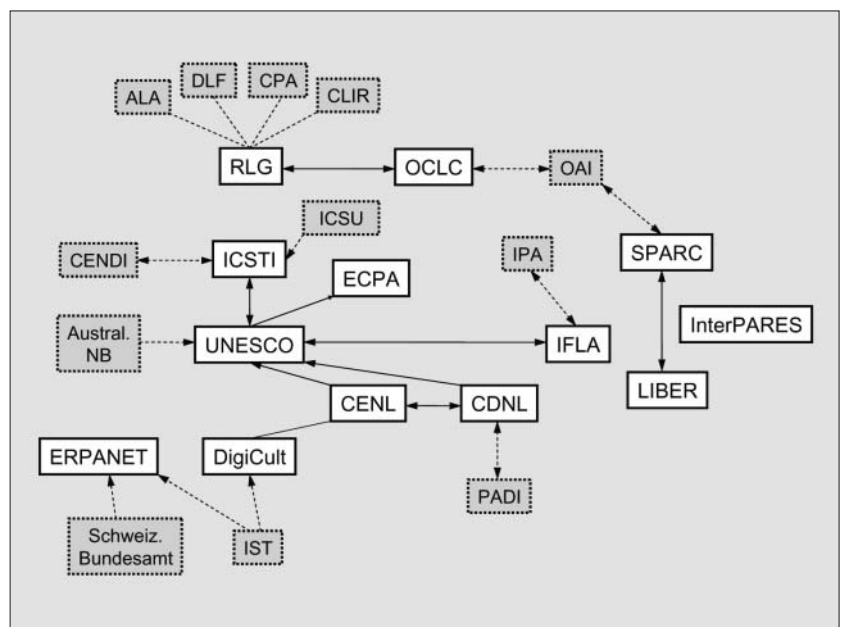 DLF
CPA
ALA
CLIR
RLG
OCLC
OAI
ICSU
CENDI
ICSTI
IPA
SPARC
ECPA
InterPARES
Austral.
NB
UNESCO
IFLA
LIBER
CENL
CDNL
ERPANET
DigiCult
PADI
Schweiz.
Bundesamt
IST